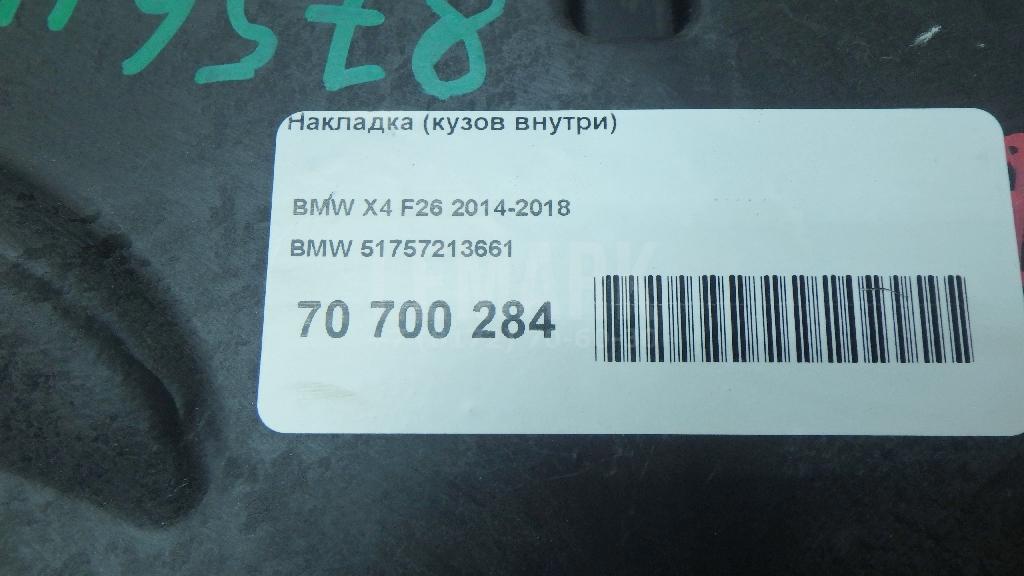 Накладка (кузов внутри)
BMW X4 F26 2014-2018
BMW 51757213661
70 700 284